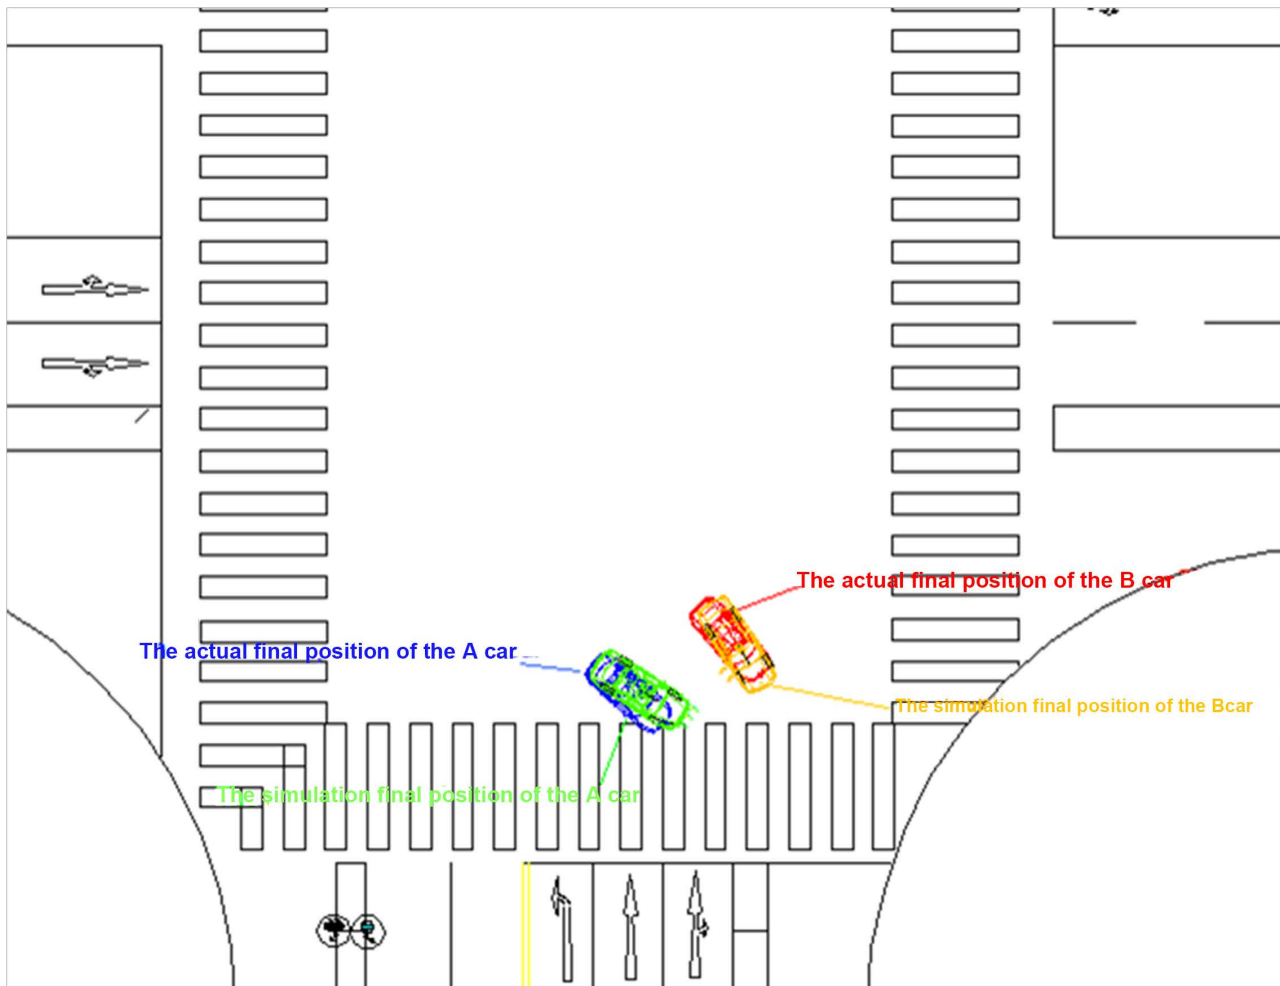 The actual final position of the B car
The actual final position of the A car
The simulation final position of the Bcar
The simulation final position of the A car